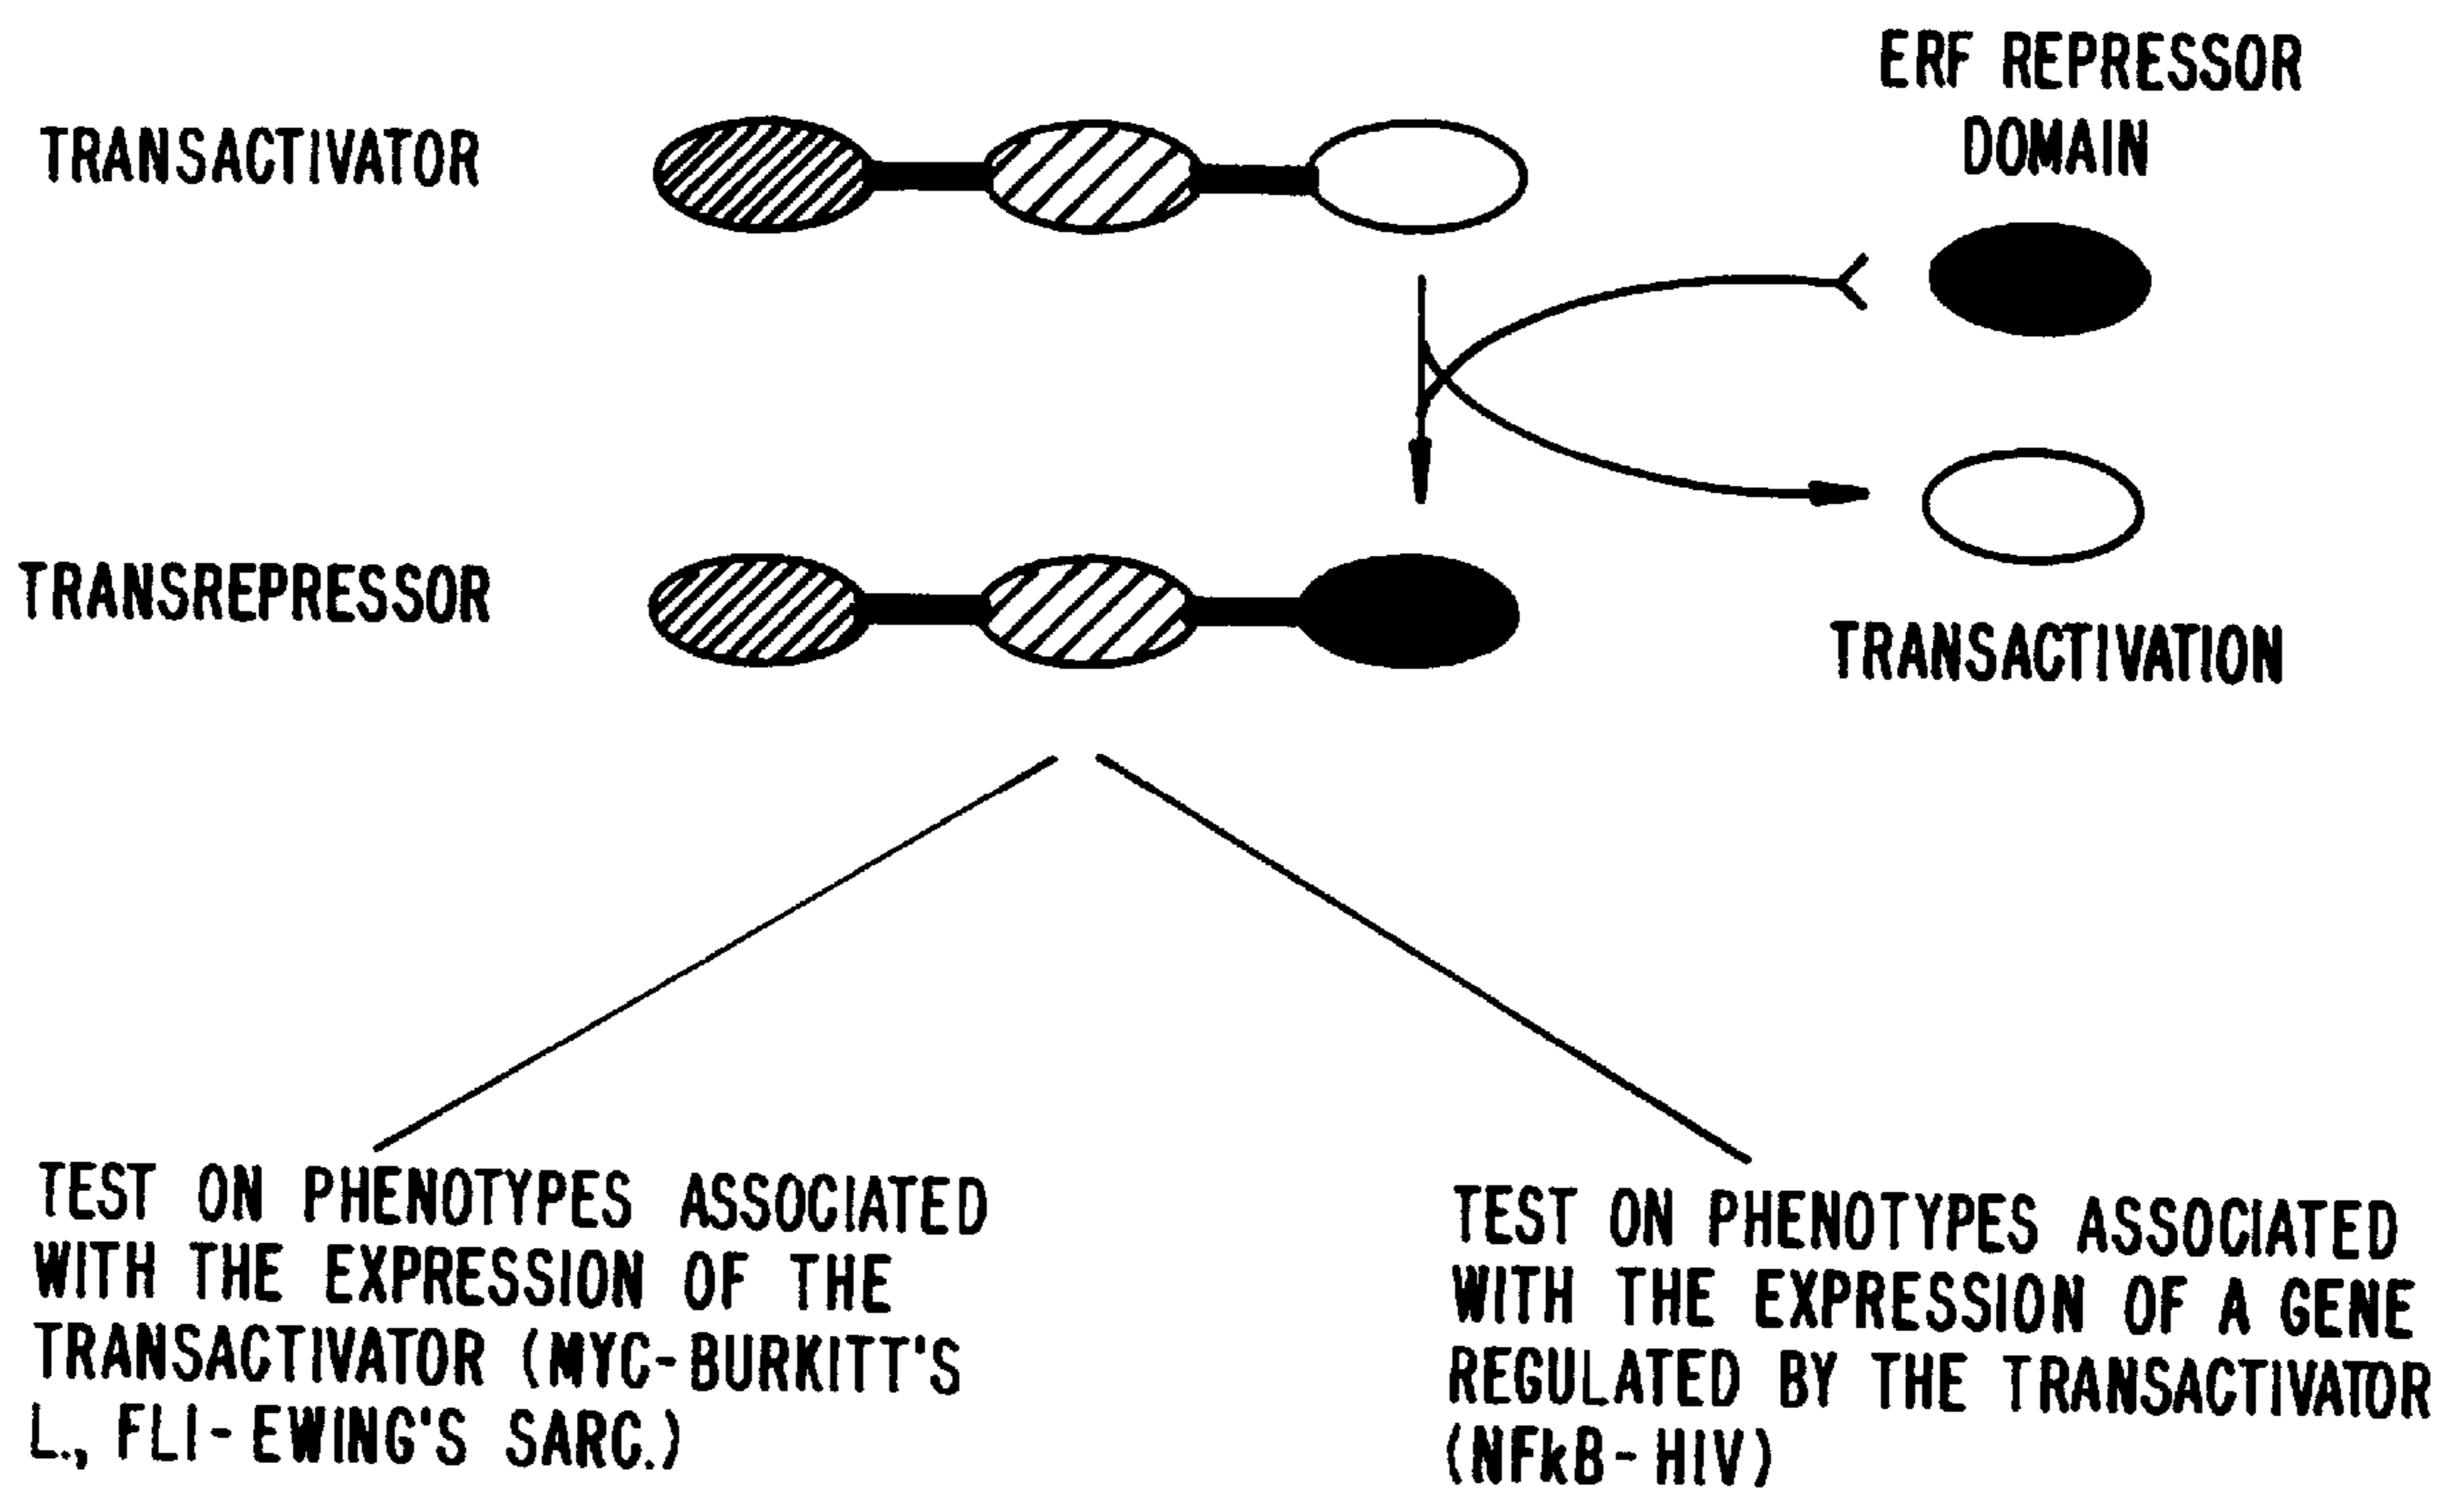 ERF REPRESSOR
DOMAIN
TRANSACTIVATOR
TRANSREPRESSOR
TRANSACTIVATION
TEST ON PHENOTYPES ASSOCIATED
WITH THE EXPRESSION OF THE
TRANSACTIVATOR (MYC-BURKITT'S
L., FLI-EWING'S SARC.)
TEST ON PHENOTYPES ASSOCIATED
WITH THE EXPRESSION OF A GENE
REGULATED BY THE TRANSACTIVATOR
(NFkB-HIV)